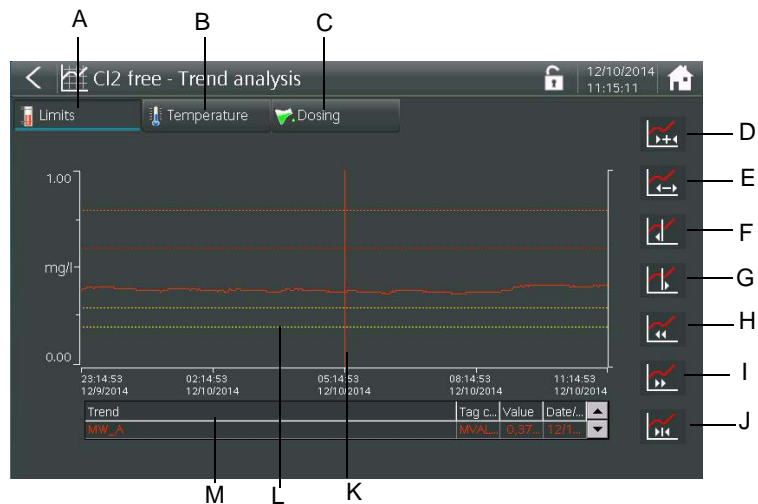 A
B
C
Cl2 free - Trend analysis
12/10/2014
11:15:11
Limits
Temperature
Dosing
D
E
F
G
H
I
J
1.00
mg/l
0.00
23:14:53
12/9/2014
02:14:53
12/10/2014
05:14:53
12/10/2014
08:14:53
12/10/2014
11:14:53
12/10/2014
Trend Tag c... Value Date/...
MW_A MVAL... 0,37... 12/1...
M
L
K